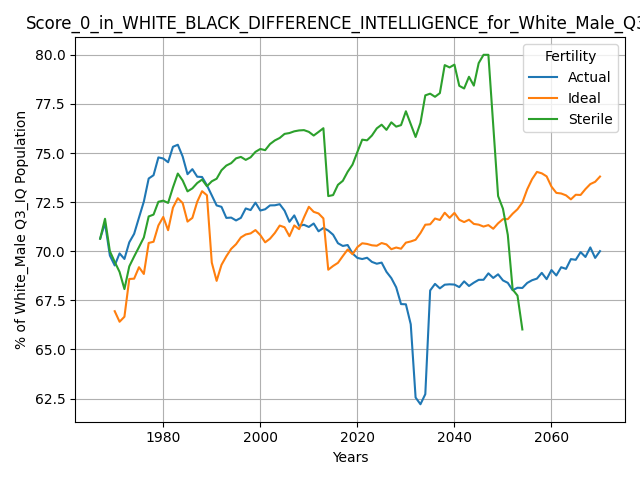 Score_0_in_WHITE_BLACK_DIFFERENCE_INTELLIGENCE_for_White_Male_Q3
% of White_Male Q3_IQ Population
80.0
77.5
75.0
72.5
70.0
67.5
65.0
62.5
Fertility
Actual
Ideal
Sterile
1980 2000 2020 2040 2060
Years